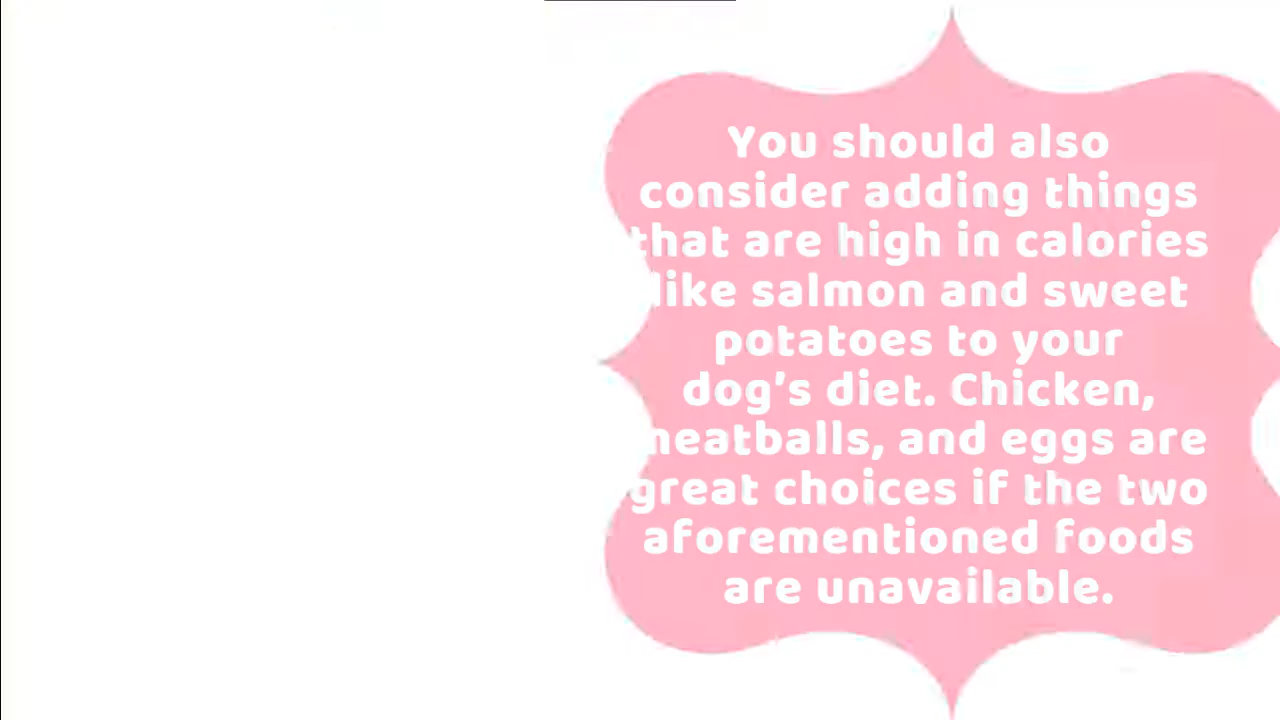 You should also
consider adding things
that are high in calories
like salmon and sweet
potatoes to your
dog's diet. Chicken,
meatballs, and eggs are
great choices if the two
aforementioned foods
are unavailable.